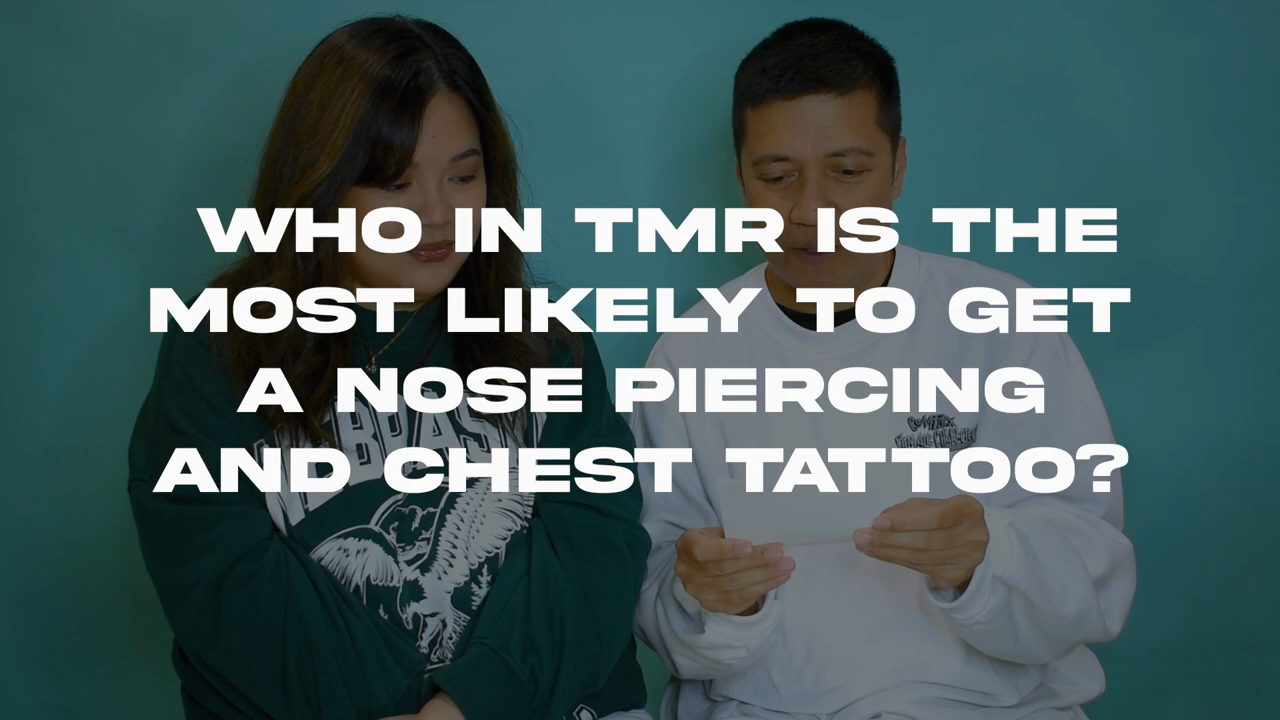 WHO IN TMR IS THE
MOST LIKELY TO GET
A NOSE PIERCING
AND CHEST TATTOO?